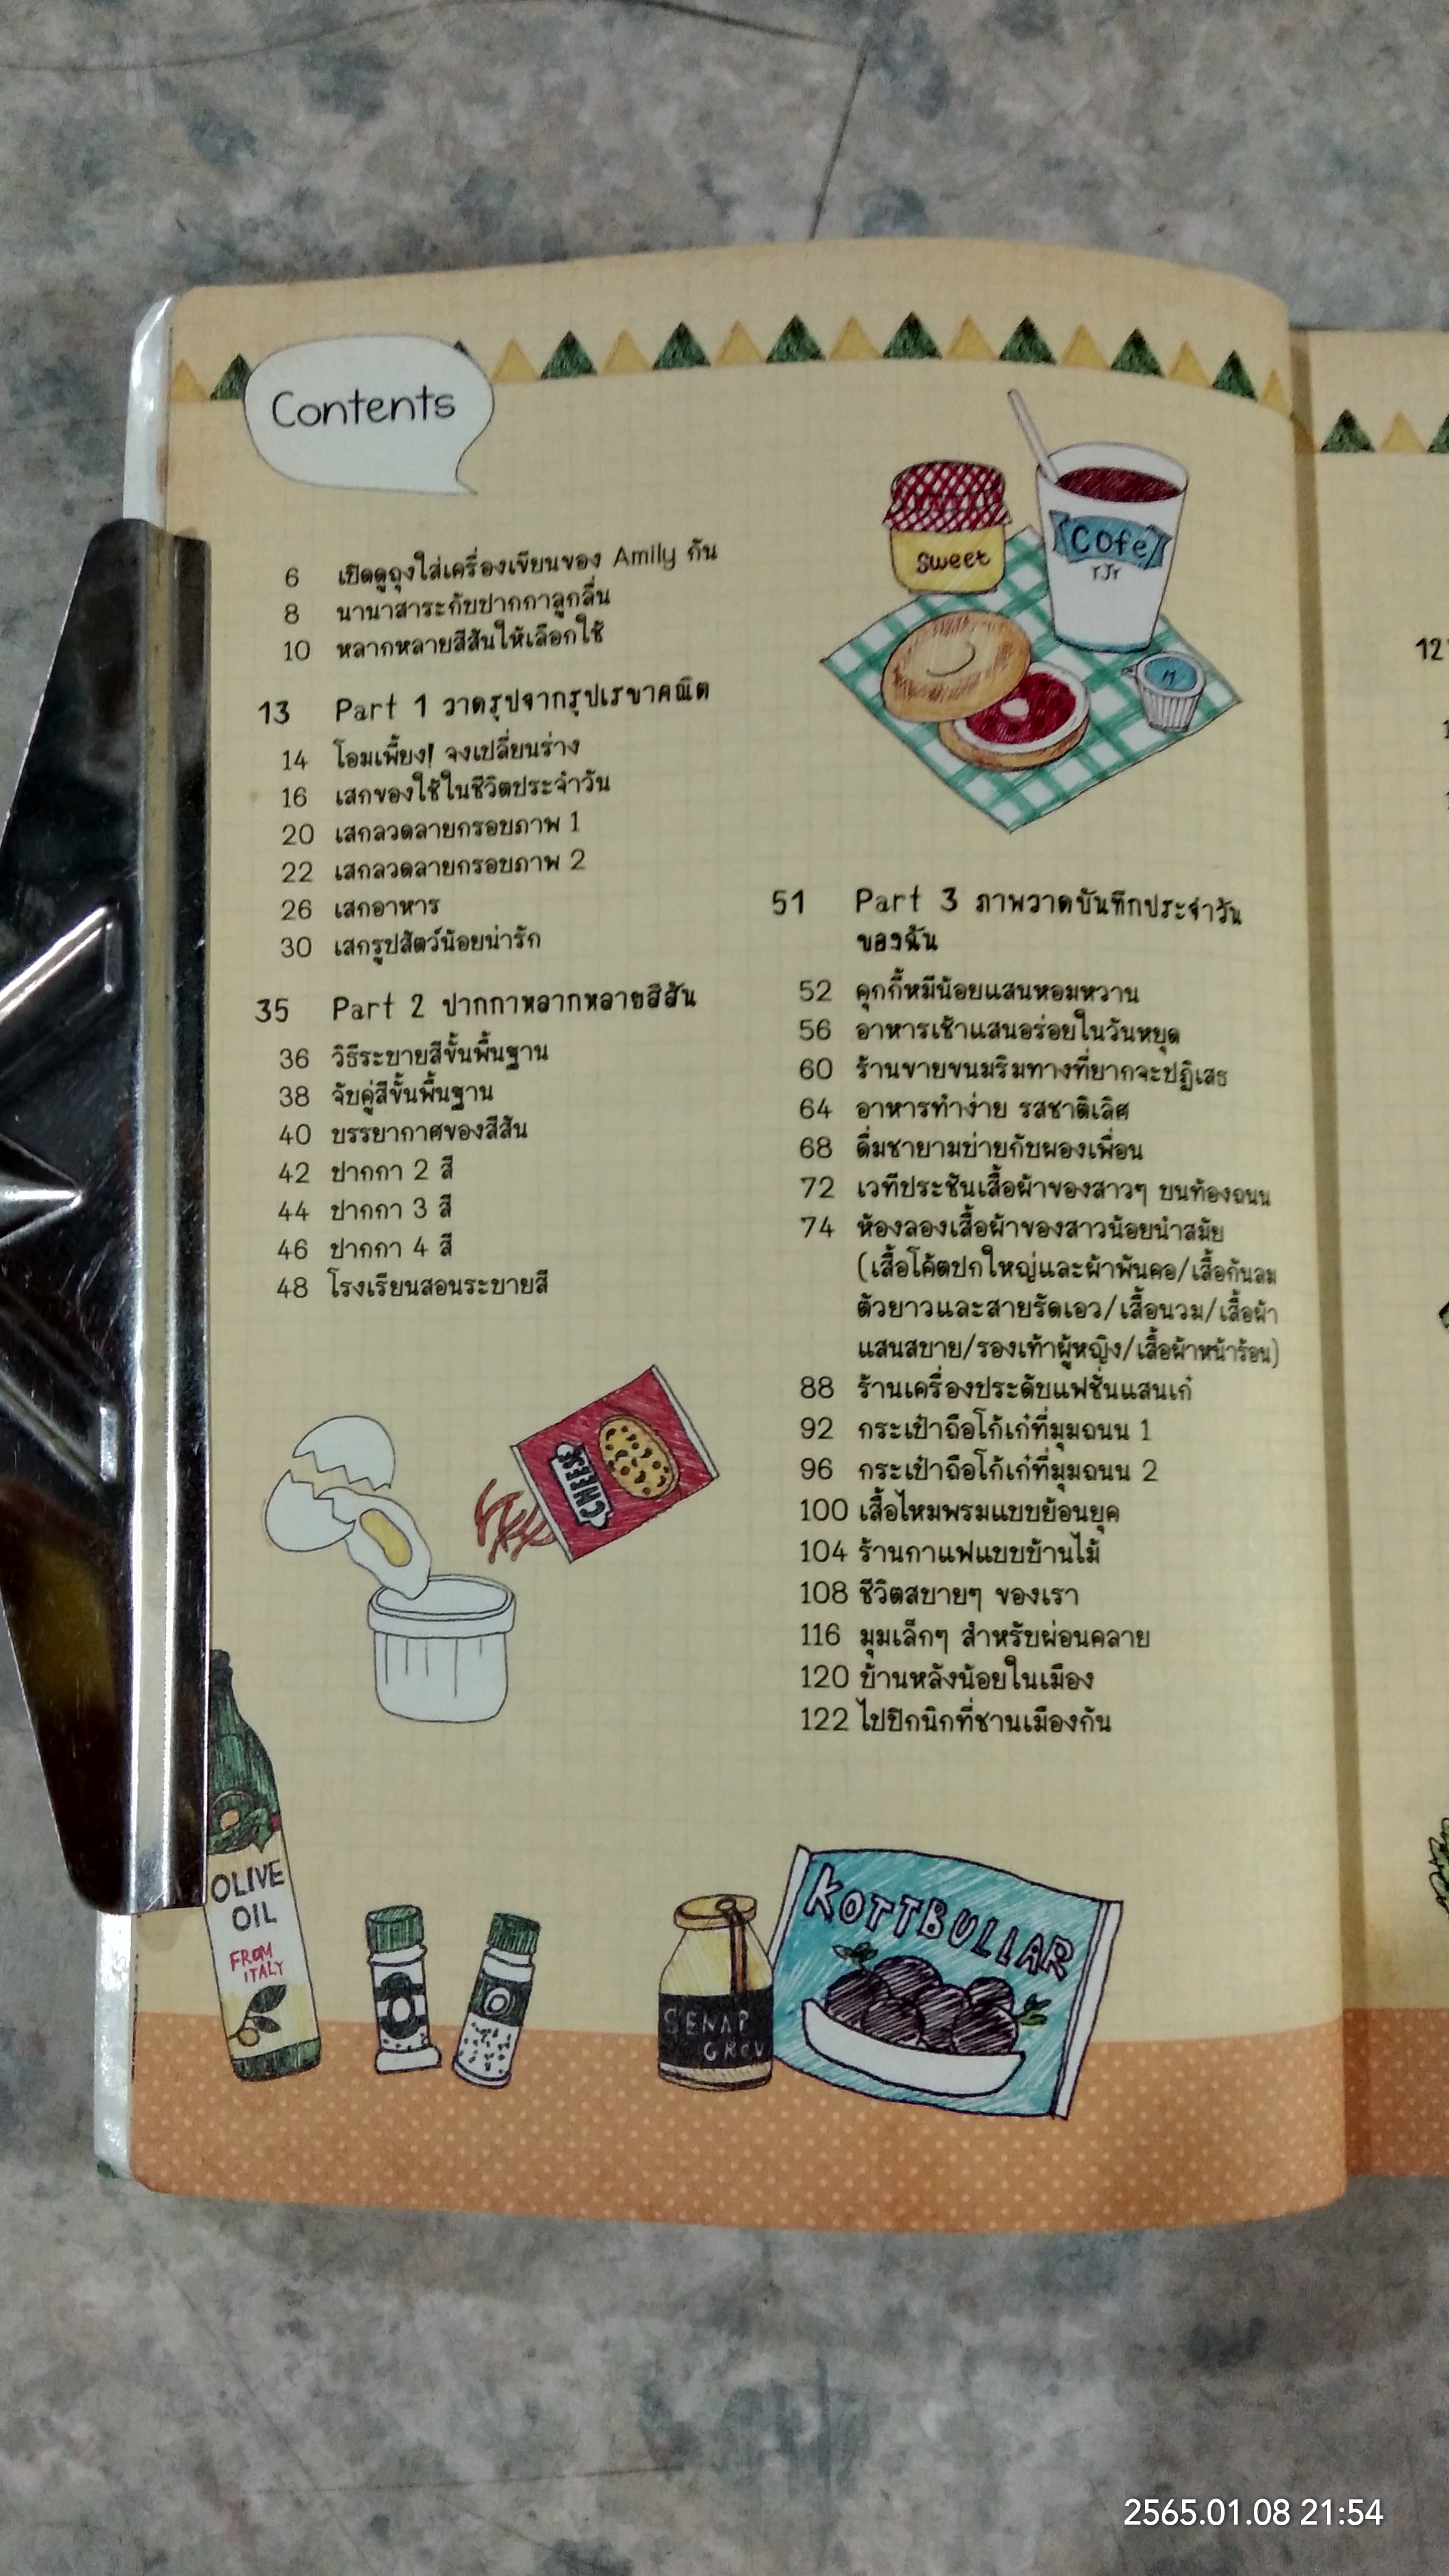 Contents
6 เปิดดูถุงใส่เครื่องเขียนของ Amily กัน
8 นานาสาระกับปากกาลูกลื่น
10 หลากหลายสีสันให้เลือกใช้
13 Part 1 วาดรูปจากรูปเรขาคณิต
14 โอมเพี้ยง! จงเปลี่ยนร่าง
16 เสกของใช้ในชีวิตประจำวัน
20 เสกลวดลายกรอบภาพ 1
22 เสกลวดลายกรอบภาพ 2
26 เสกอาหาร
30 เสกรูปสัตว์น้อยน่ารัก
35 Part 2 ปากกาหลากหลายสีสัน
36 วิธีระบายสีขั้นพื้นฐาน
38 จับคู่สีขั้นพื้นฐาน
40 บรรยากาศของสีสัน
42 ปากกา 2 สี
44 ปากกา 3 สี
46 ปากกา 4 สี
48 โรงเรียนสอนระบายสี
Sweet
COfe
TJr
51 Part 3 ภาพวาดบันทึกประจำวัน
ของฉัน
52 คุกกี้หมีน้อยแสนหอมหวาน
56 อาหารเช้าแสนอร่อยในวันหยุด
60 ร้านขายขนมริมทางที่ยากจะปฏิเสธ
64 อาหารทำง่าย รสชาติเลิศ
68 ดื่มชายามบ่ายกับผองเพื่อน
72 เวทีประชันเสื้อผ้าของสาวๆ บนท้องถนน
74 ห้องลองเสื้อผ้าของสาวน้อยนำสมัย
(เสื้อโค้ตปกใหญ่และผ้าพันคอ/เสื้อกันลม
ตัวยาวและสายรัดเอว/เสื้อนวม/เสื้อผ้า
แสนสบาย/รองเท้าผู้หญิง/เสื้อผ้าหน้าร้อน)
88 ร้านเครื่องประดับแฟชั่นแสนเก๋
92 กระเป๋าถือโก้เก๋ที่มุมถนน 1
96 กระเป๋าถือโก้เก๋ที่มุมถนน 2
100 เสื้อไหมพรมแบบย้อนยุค
104 ร้านกาแฟแบบบ้านไม้
108 ชีวิตสบายๆ ของเรา
116 มุมเล็กๆ สำหรับผ่อนคลาย
120 บ้านหลังน้อยในเมือง
122 ไปปิกนิกที่ชานเมืองกัน
CHEESE
OLIVE
OIL
FROM
ITALY
SENAP
GROV
KOTTBULLAR
12
2565.01.08 21:54